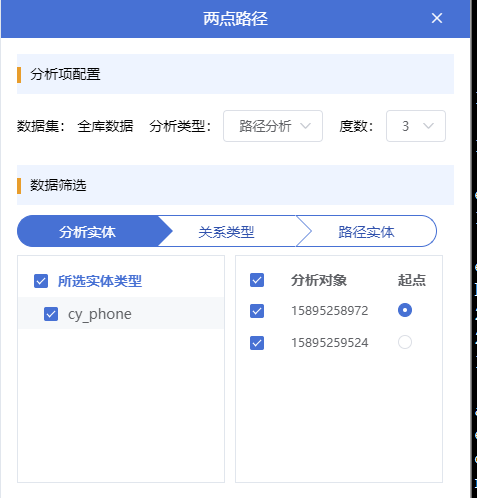 两点路径
分析项配置
数据集： 全库数据 分析类型： 路径分析 度数： 3
数据筛选
分析实体 关系类型 路径实体
所选实体类型
cy_phone
分析对象 起点
15895258972
15895259524